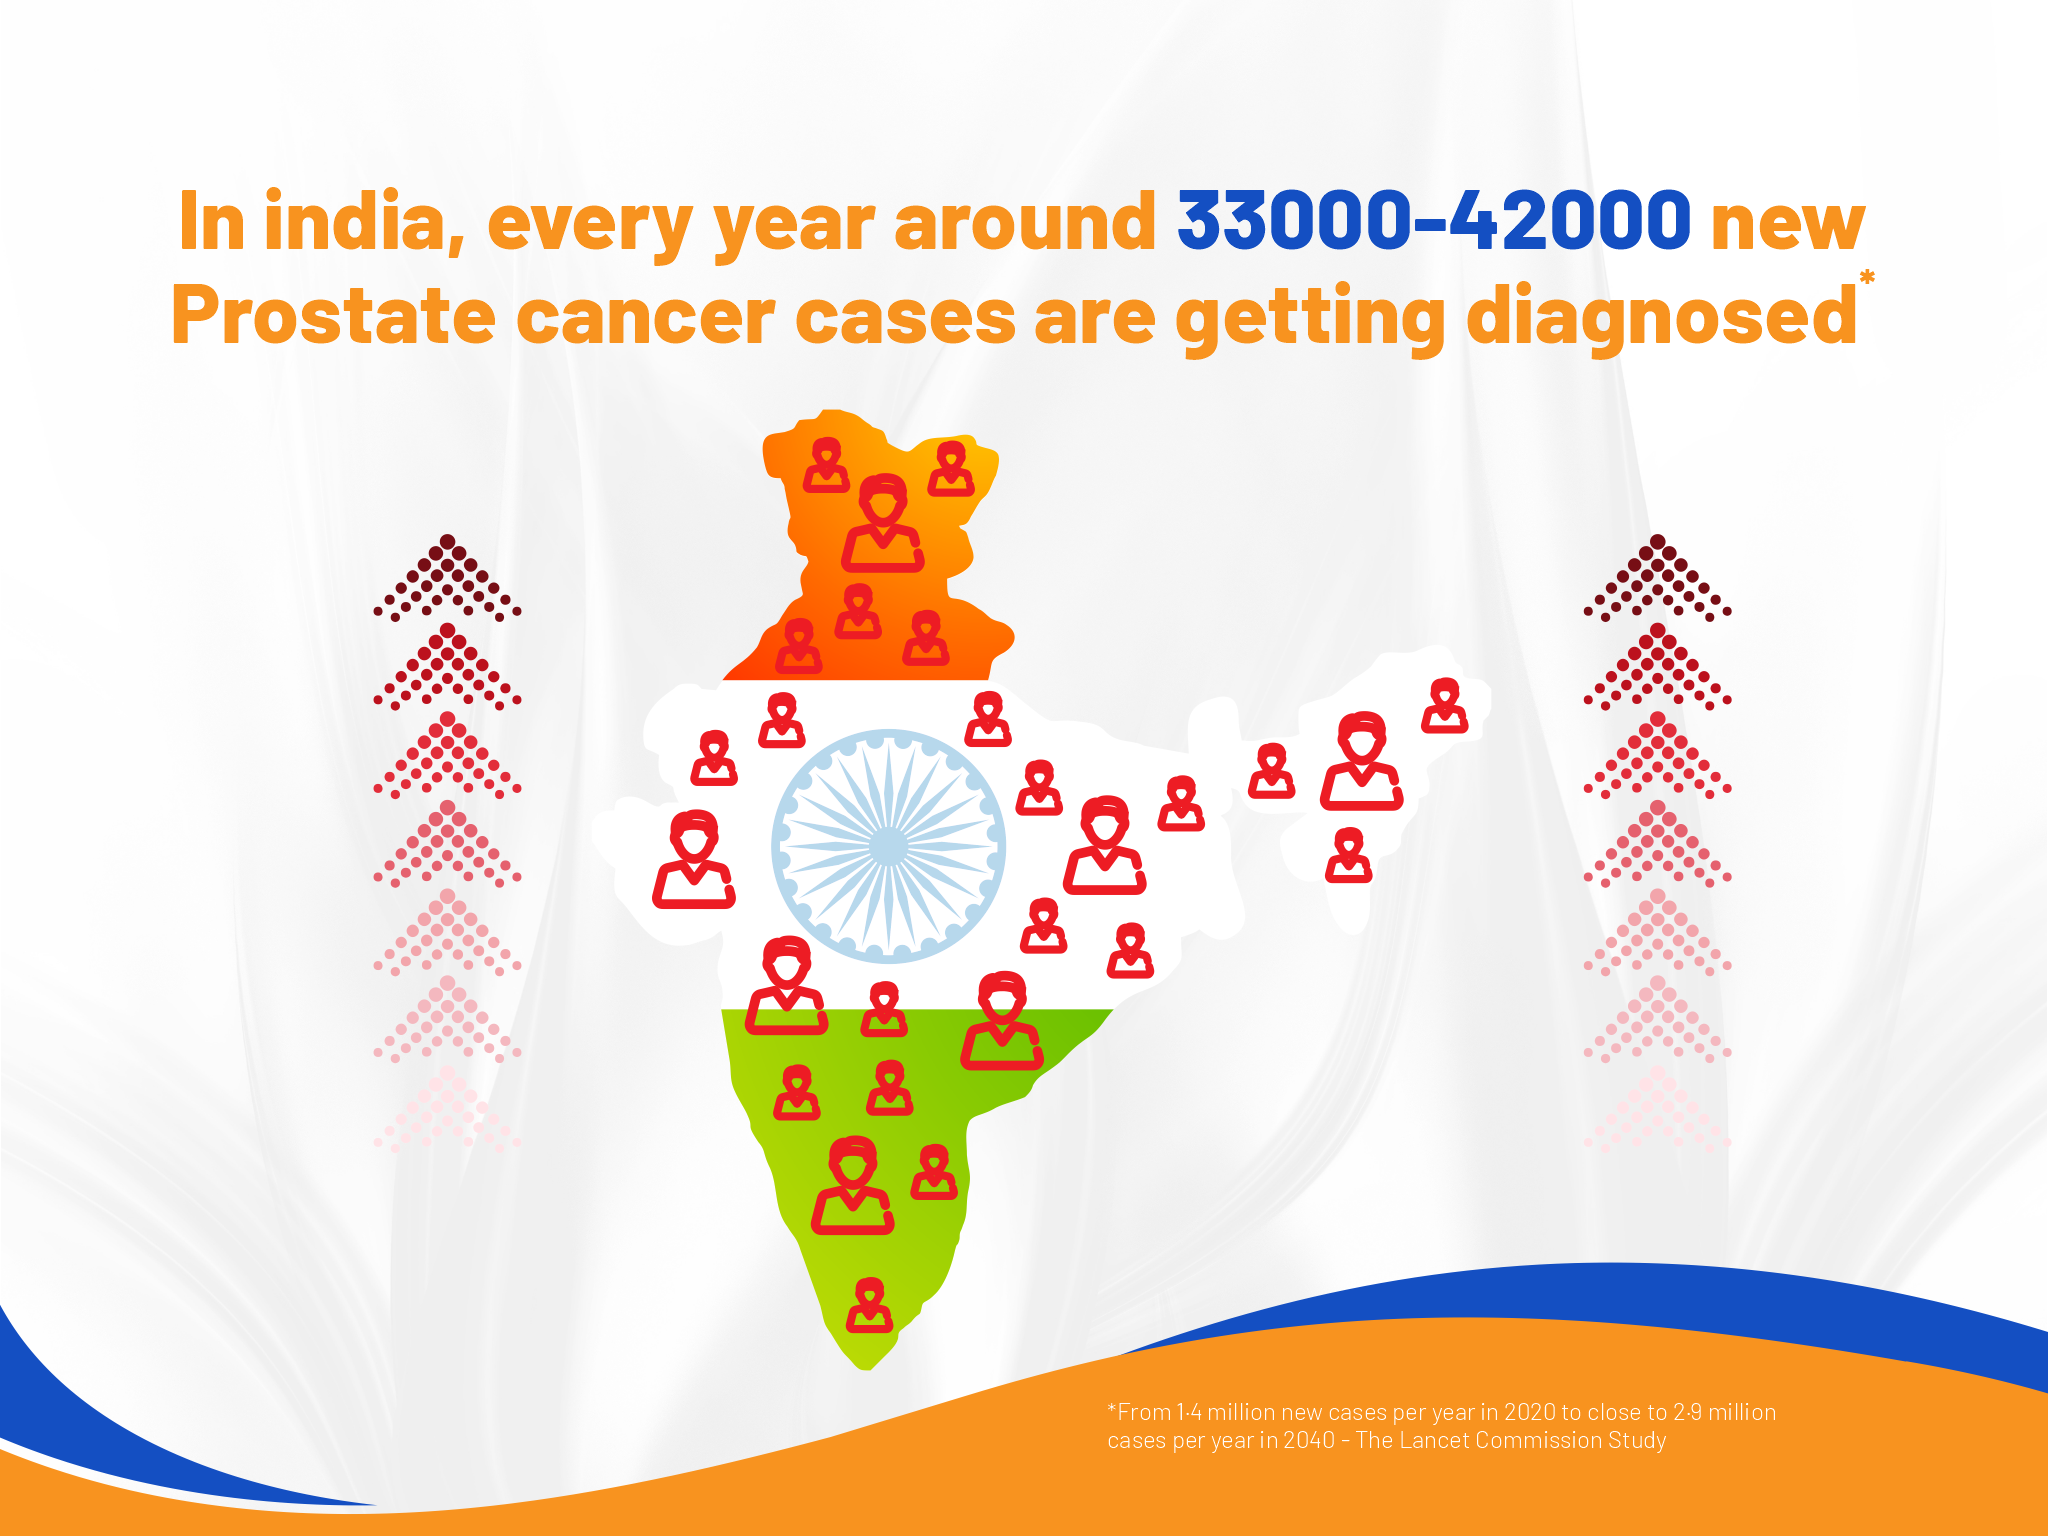 In india, every year around 33000-42000 new
Prostate cancer cases are getting diagnosed*
*From 1·4 million new cases per year in 2020 to close to 2·9 million
cases per year in 2040 - The Lancet Commission Study